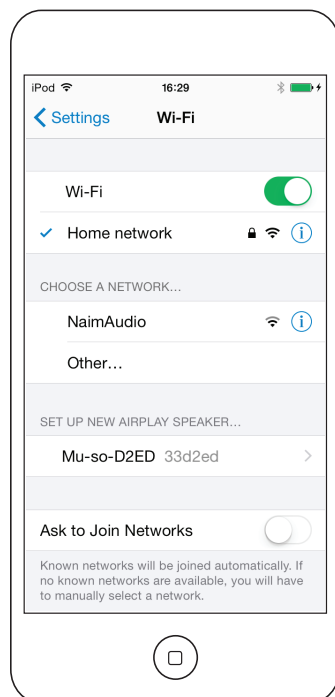 iPod 16:29
Settings Wi-Fi
Wi-Fi
Home network
CHOOSE A NETWORK...
NaimAudio
Other...
SET UP NEW AIRPLAY SPEAKER...
Mu-so-D2ED 33d2ed
Ask to Join Networks
Known networks will be joined automatically. If
no known networks are available, you will have
to manually select a network.